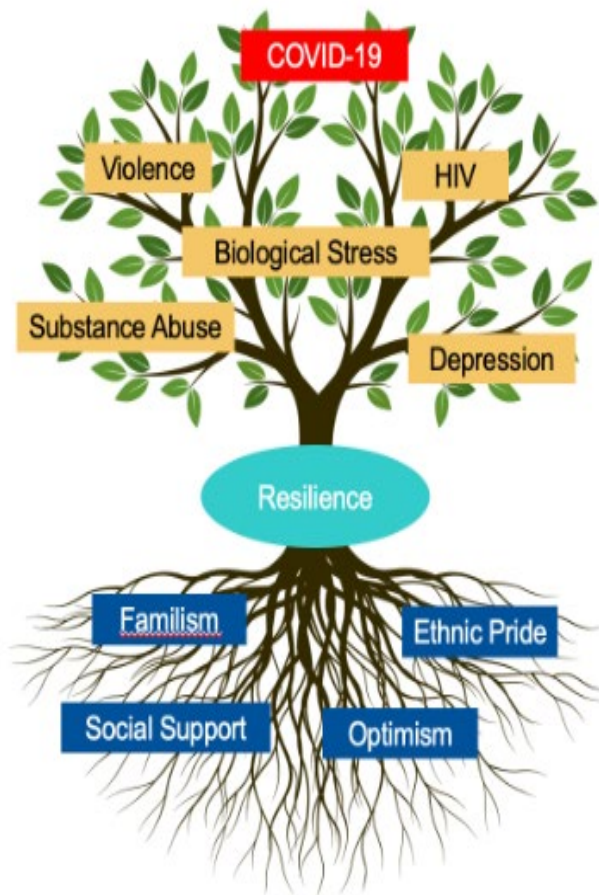 COVID-19
Violence
HIV
Biological Stress
Substance Abuse
Depression
Resilience
Familism
Ethnic Pride
Social Support
Optimism